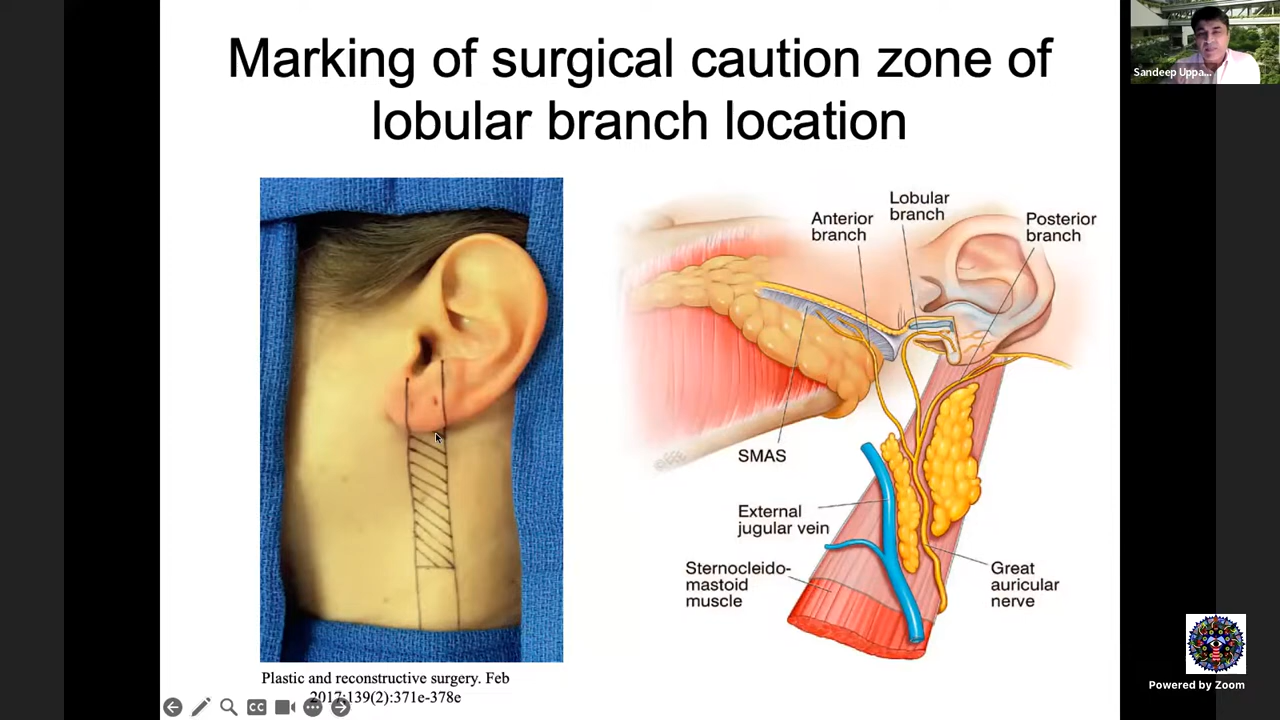 Marking of surgical caution zone of
lobular branch location
Sandeep Uppa...
Anterior
branch
Lobular
branch
Posterior
branch
SMAS
External
jugular vein
Sternocleido-
mastoid
muscle
Great
auricular
nerve
Plastic and reconstructive surgery. Feb
2017;139(2):371e-378e
CC
Powered by Zoom